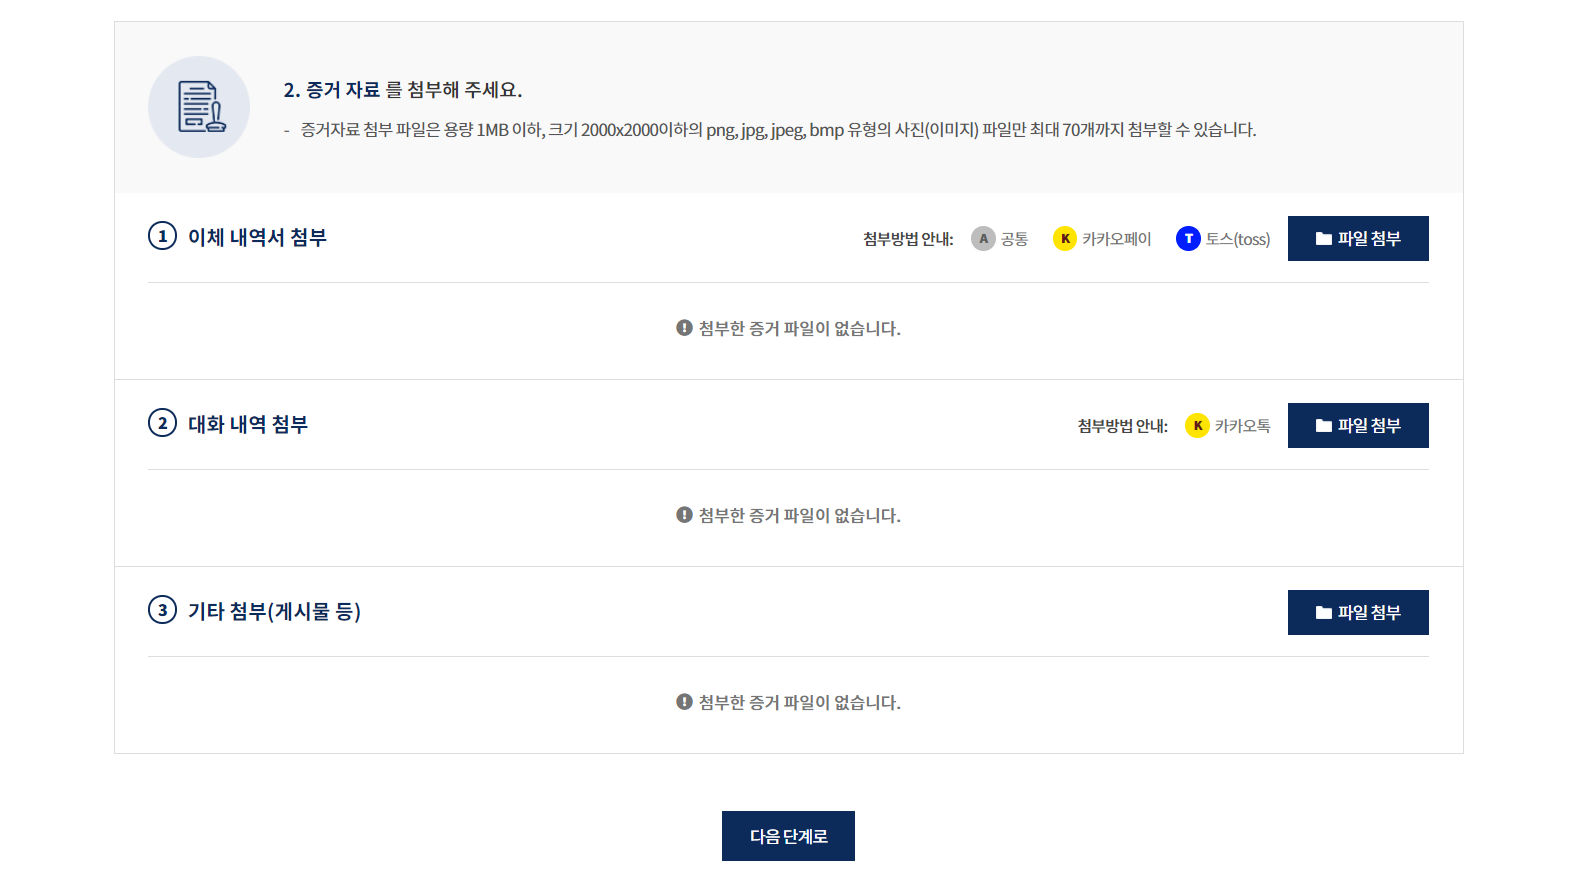 2. 증거 자료 를 첨부해 주세요.
- 증거자료 첨부 파일은 용량 1MB 이하, 크기 2000x2000이하의 png, jpg, jpeg, bmp 유형의 사진(이미지) 파일만 최대 70개까지 첨부할 수 있습니다.
1 이체 내역서 첨부 첨부방법 안내: A 공통 K 카카오페이 T 토스(toss) 파일 첨부
첨부한 증거 파일이 없습니다.
2 대화 내역 첨부 첨부방법 안내: K 카카오톡 파일 첨부
첨부한 증거 파일이 없습니다.
3 기타 첨부(게시물 등) 파일 첨부
첨부한 증거 파일이 없습니다.
다음 단계로